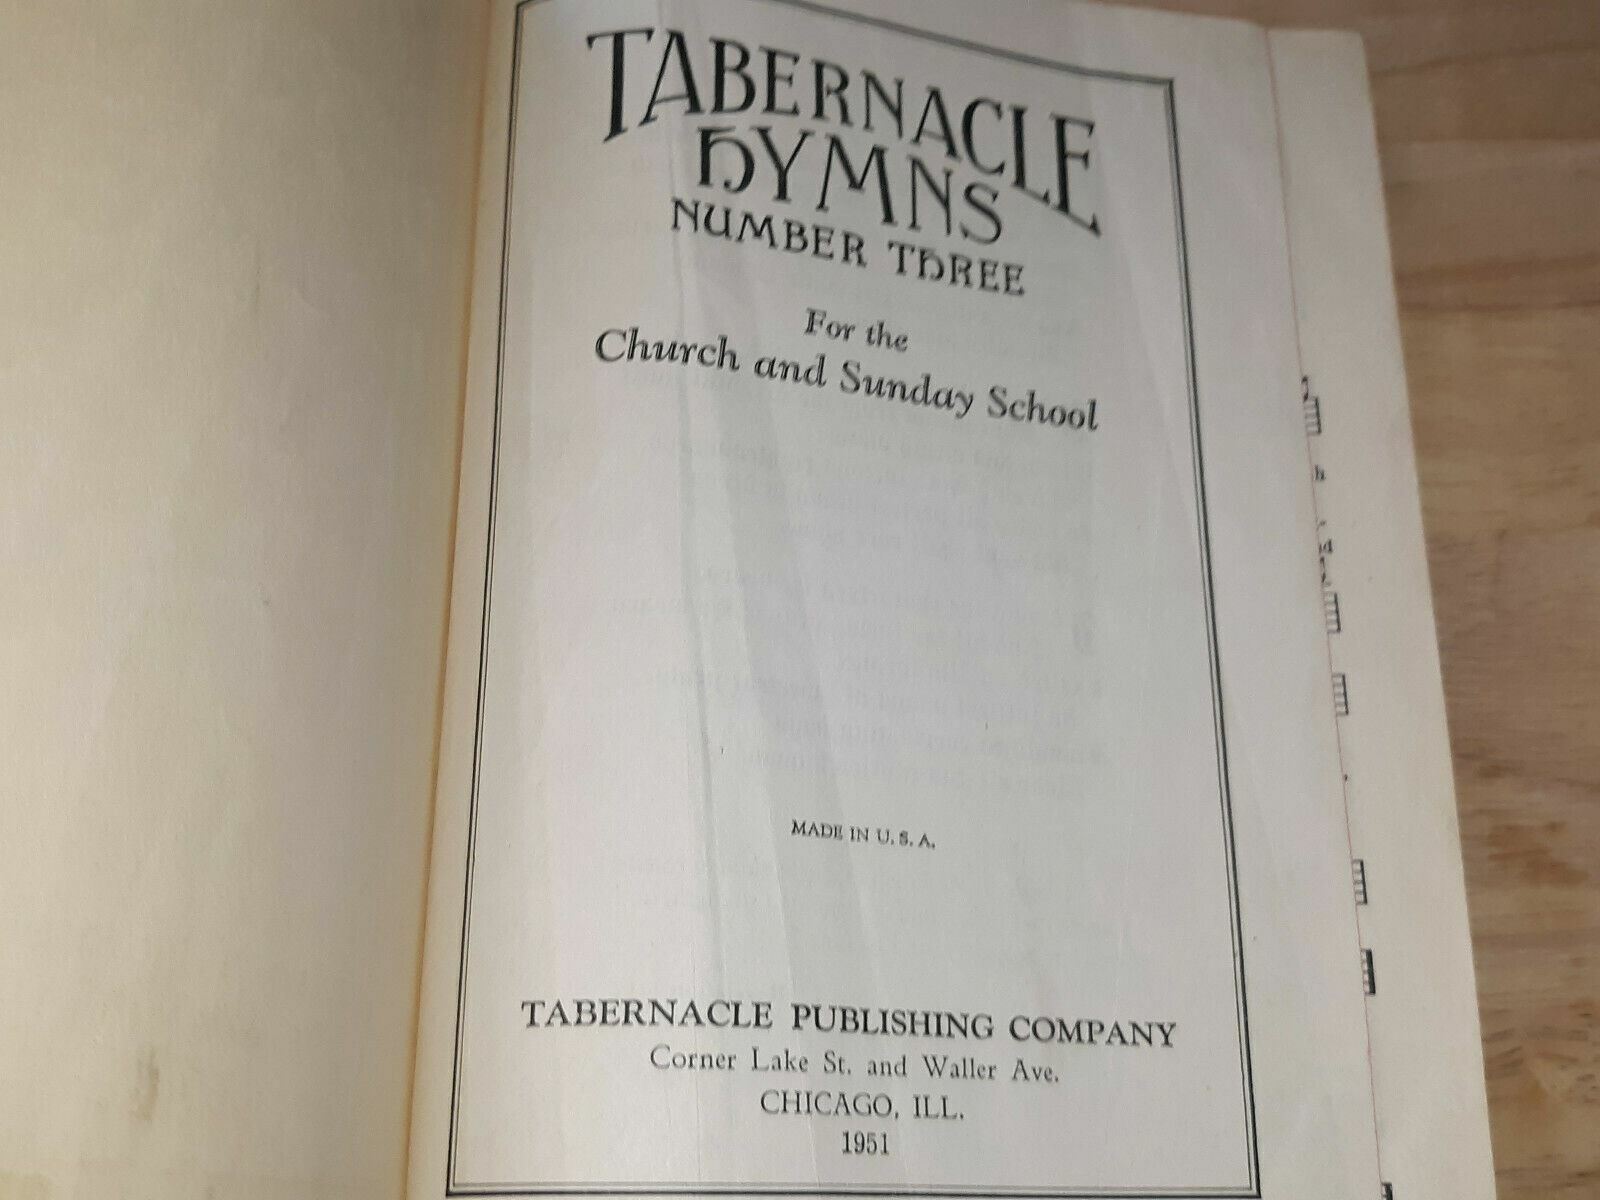 TABERNACLE
HYMNS
NUMBER THREE
For the
Church and Sunday School
MADE IN U. S. A.
TABERNACLE PUBLISHING COMPANY
Corner Lake St. and Waller Ave.
CHICAGO, ILL.
1951